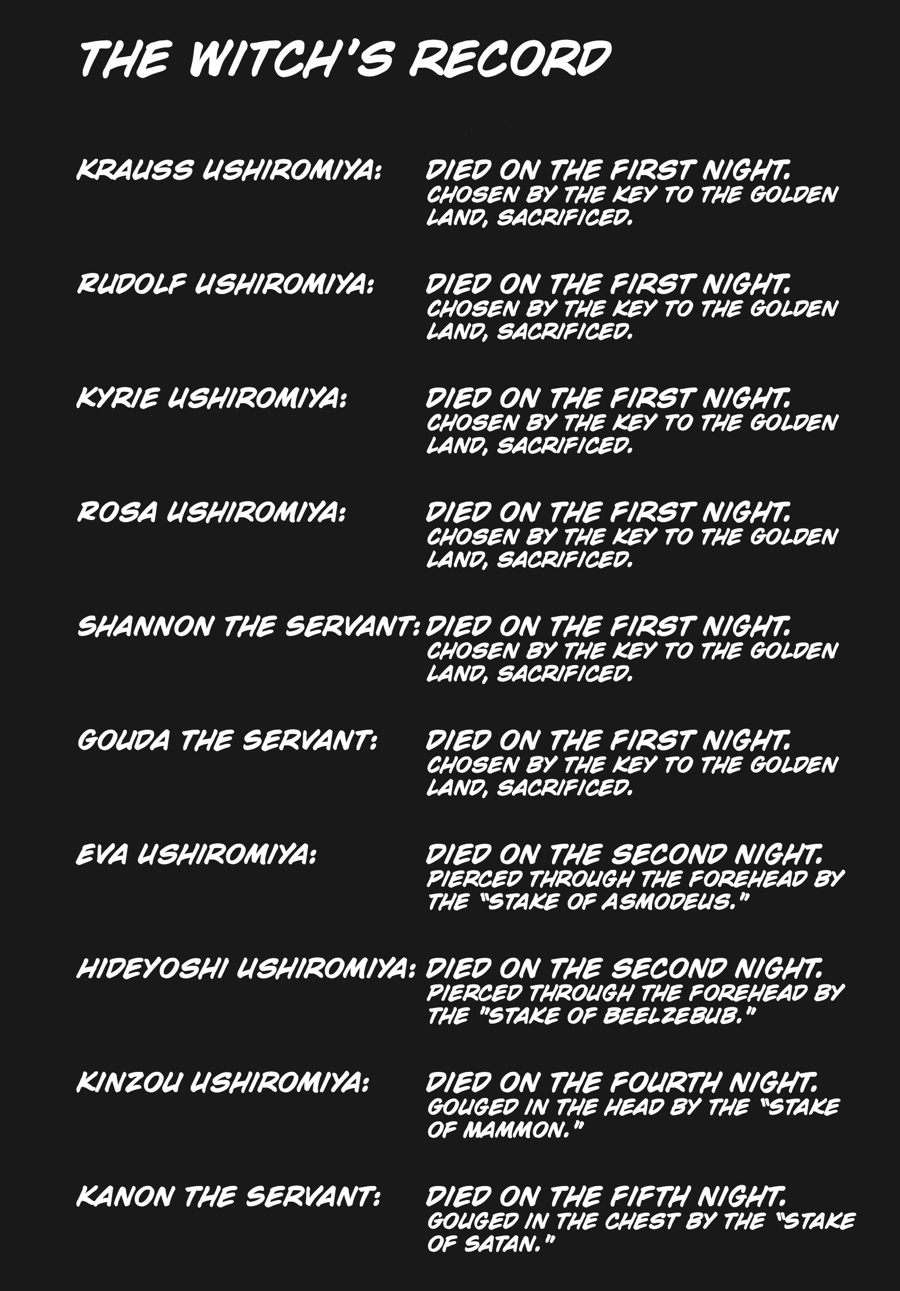 THE WITCH'S RECORD
KRAUSS USHIROMIYA: DIED ON THE FIRST NIGHT.
CHOSEN BY THE KEY TO THE GOLDEN
LAND, SACRIFICED.
RUDOLF USHIROMIYA: DIED ON THE FIRST NIGHT.
CHOSEN BY THE KEY TO THE GOLDEN
LAND, SACRIFICED.
KYRIE USHIROMIYA: DIED ON THE FIRST NIGHT.
CHOSEN BY THE KEY TO THE GOLDEN
LAND, SACRIFICED.
ROSA USHIROMIYA: DIED ON THE FIRST NIGHT.
CHOSEN BY THE KEY TO THE GOLDEN
LAND, SACRIFICED.
SHANNON THE SERVANT: DIED ON THE FIRST NIGHT.
CHOSEN BY THE KEY TO THE GOLDEN
LAND, SACRIFICED.
GOUDA THE SERVANT: DIED ON THE FIRST NIGHT.
CHOSEN BY THE KEY TO THE GOLDEN
LAND, SACRIFICED.
EVA USHIROMIYA: DIED ON THE SECOND NIGHT.
PIERCED THROUGH THE FOREHEAD BY
THE "STAKE OF ASMODEUS."
HIDEYOSHI USHIROMIYA: DIED ON THE SECOND NIGHT.
PIERCED THROUGH THE FOREHEAD BY
THE "STAKE OF BEELZEBUB."
KINZOU USHIROMIYA: DIED ON THE FOURTH NIGHT.
GOUGED IN THE HEAD BY THE "STAKE
OF MAMMON."
KANON THE SERVANT: DIED ON THE FIFTH NIGHT.
GOUGED IN THE CHEST BY THE "STAKE
OF SATAN."